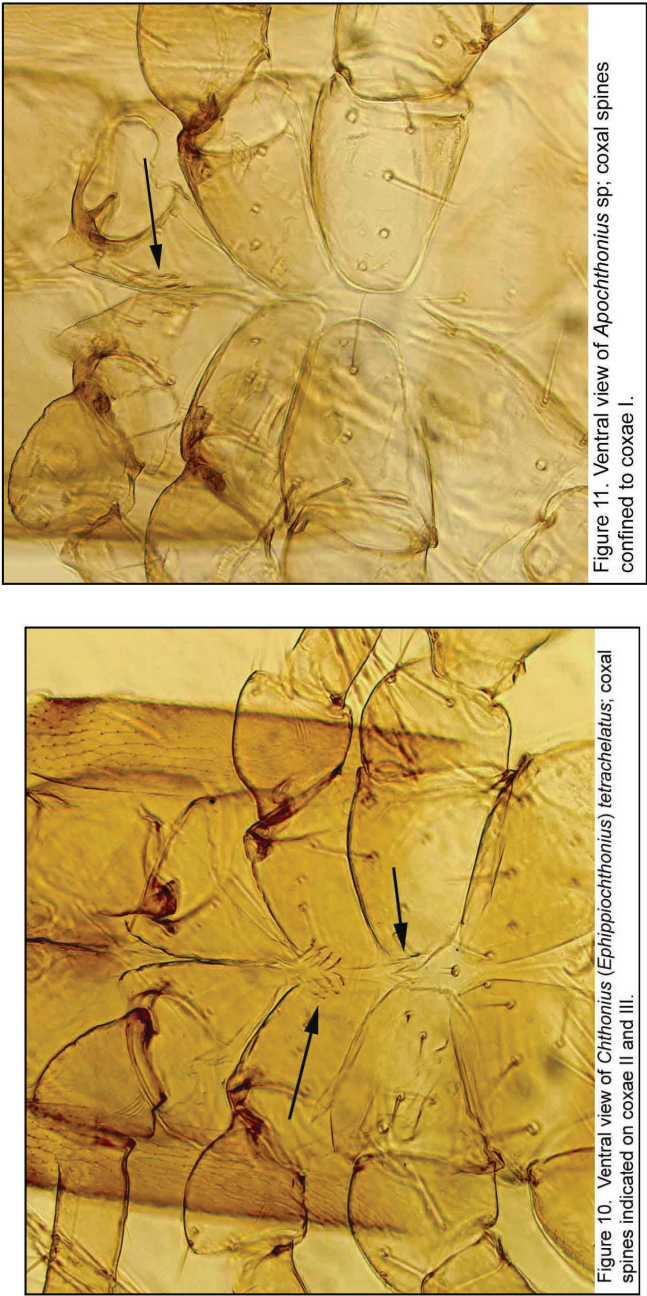 Figure 10.  Ventral view of Chthonius (Ephippiochthonius) tetrachelatus; coxal
spines indicated on coxae II and III.
Figure 11. Ventral view of Apochthonius sp; coxal spines
confined to coxae I.